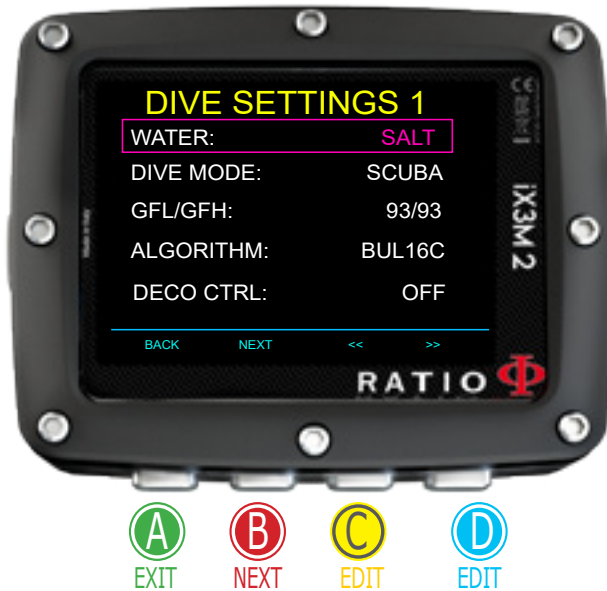 DIVE SETTINGS 1
WATER: SALT
DIVE MODE: SCUBA
GFL/GFH: 93/93
ALGORITHM: BUL16C
DECO CTRL: OFF
BACK NEXT << >>
iX3M 2
RATIO
A B C D
EXIT NEXT EDIT EDIT